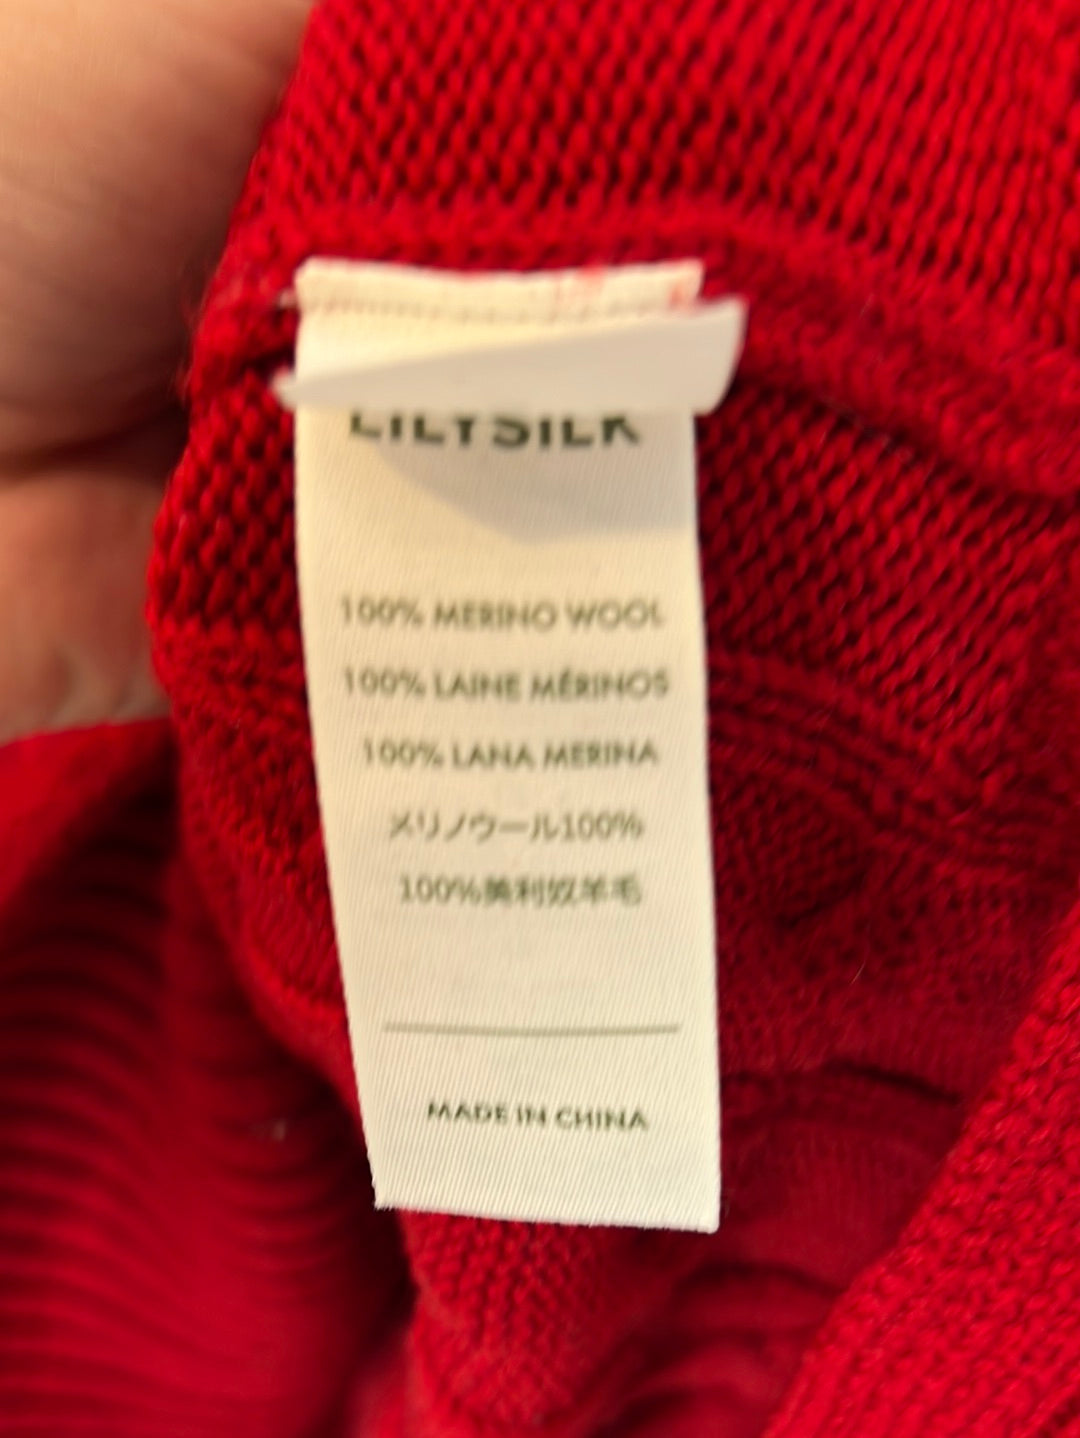 LILYSILK
100% MERINO WOOL
100% LAINE MÉRINOS
100% LANA MERINA
メリノウール100%
100%美利奴羊毛
MADE IN CHINA